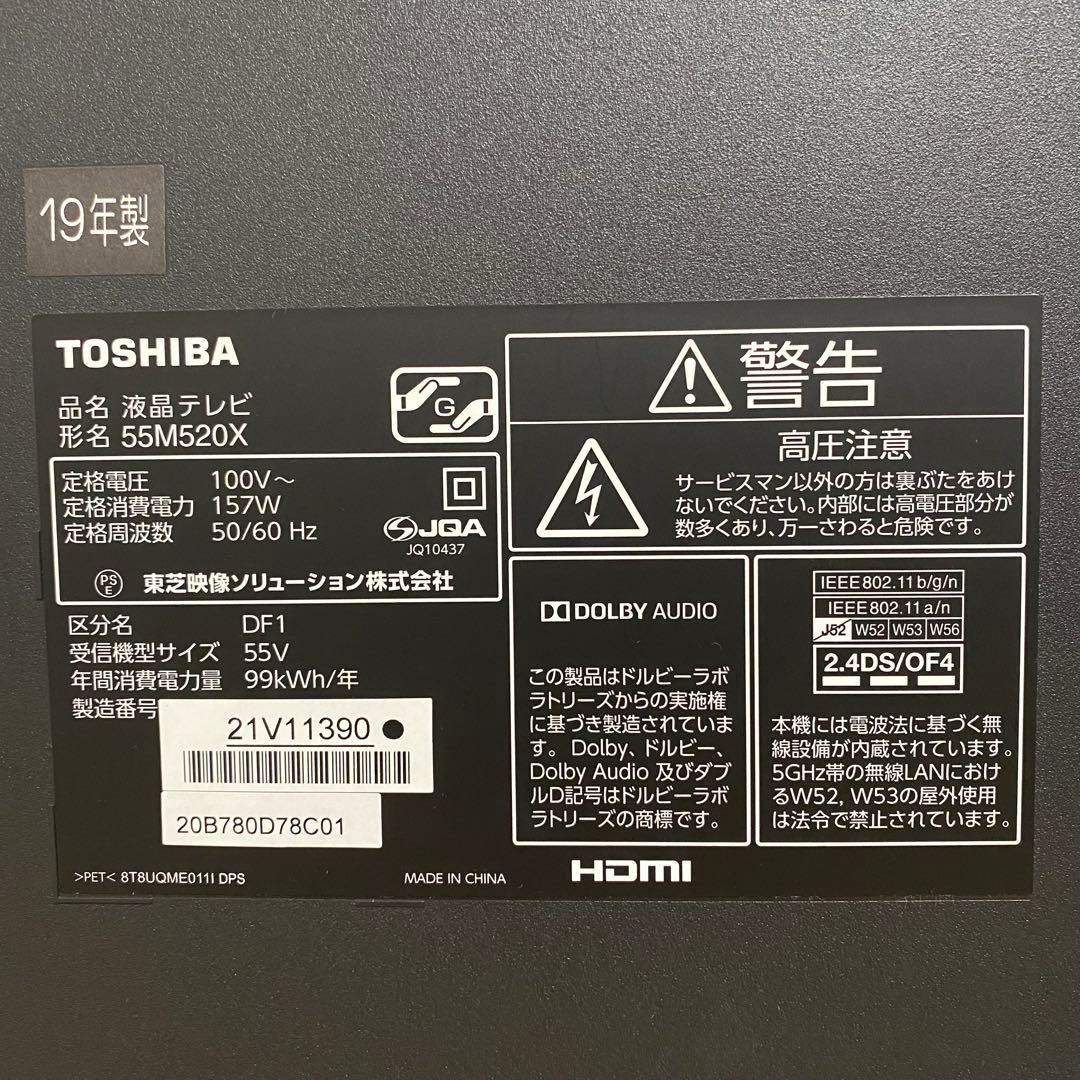 19年製
TOSHIBA
品名 液晶テレビ
形名 55M520X
G
定格電圧 100V～
定格消費電力 157W
定格周波数 50/60 Hz
JQA
JQ10437
PSE 東芝映像ソリューション株式会社
区分名 DF1
受信機型サイズ 55V
年間消費電力量 99kWh/年
製造番号
21V11390
20B780D78C01
>PET< 8T8UQME011I DPS
MADE IN CHINA
警告
高圧注意
サービスマン以外の方は裏ぶたをあけ
ないでください。内部には高電圧部分が
数多くあり、万一さわると危険です。
DOLBY AUDIO
この製品はドルビーラボ
ラトリーズからの実施権
に基づき製造されていま
す。Dolby、ドルビー、
Dolby Audio 及びダブ
ルD記号はドルビーラボ
ラトリーズの商標です。
IEEE802.11b/g/n
IEEE802.11a/n
J52 W52 W53 W56
2.4DS/OF4
本機には電波法に基づく無
線設備が内蔵されています。
5GHz帯の無線LANにおけ
るW52, W53の屋外使用
は法令で禁止されています。
HDMI